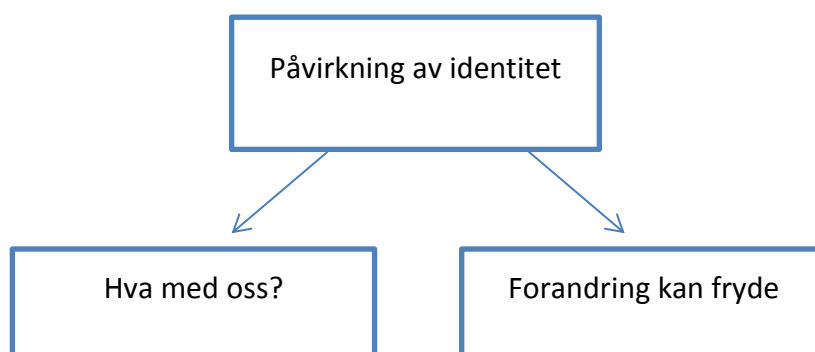 Påvirkning av identitet
Hva med oss?
Forandring kan fryde